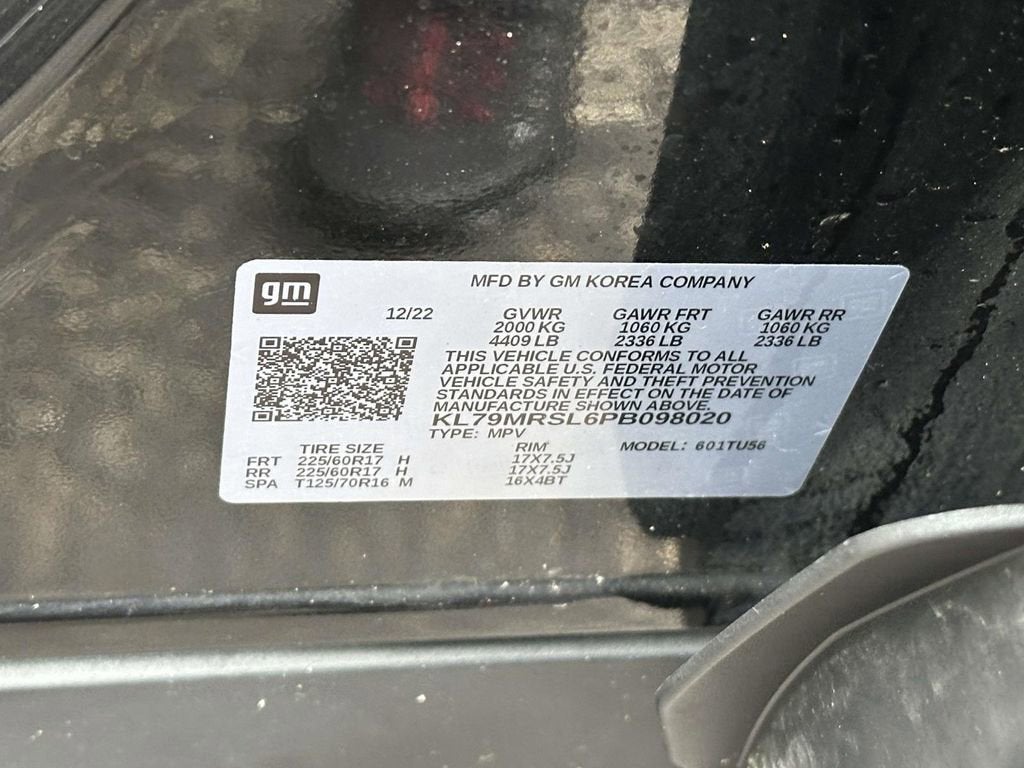 gm
MFD BY GM KOREA COMPANY
12/22 GVWR GAWR FRT GAWR RR
2000 KG 1060 KG 1060 KG
4409 LB 2336 LB 2336 LB
THIS VEHICLE CONFORMS TO ALL
APPLICABLE U.S. FEDERAL MOTOR
VEHICLE SAFETY AND THEFT PREVENTION
STANDARDS IN EFFECT ON THE DATE OF
MANUFACTURE SHOWN ABOVE.
KL79MRSL6PB098020
TYPE: MPV
TIRE SIZE RIM MODEL: 601TU56
FRT 225/60R17 H 17X7.5J
RR 225/60R17 H 17X7.5J
SPA T125/70R16 M 16X4BT